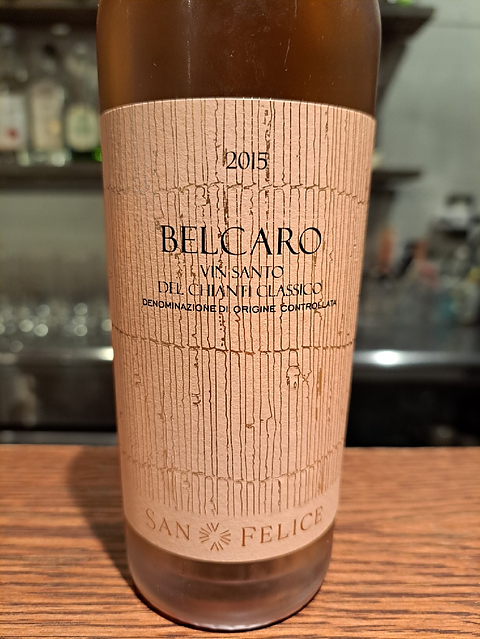 2015
BELCARO
VIN SANTO
DEL CHIANTI CLASSICO
DENOMINAZIONE DI ORIGINE CONTROLLATA
SAN FELICE